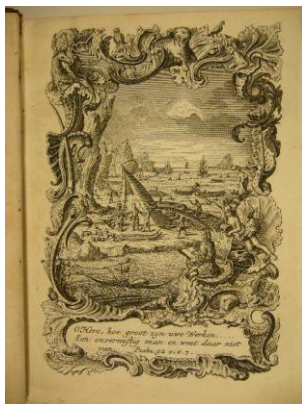 O Here, hoe groot zyn uwe Werken . . . .
Een onvernuftig man en weet daar niet
van. Psalm. 92. v. 6. 7.